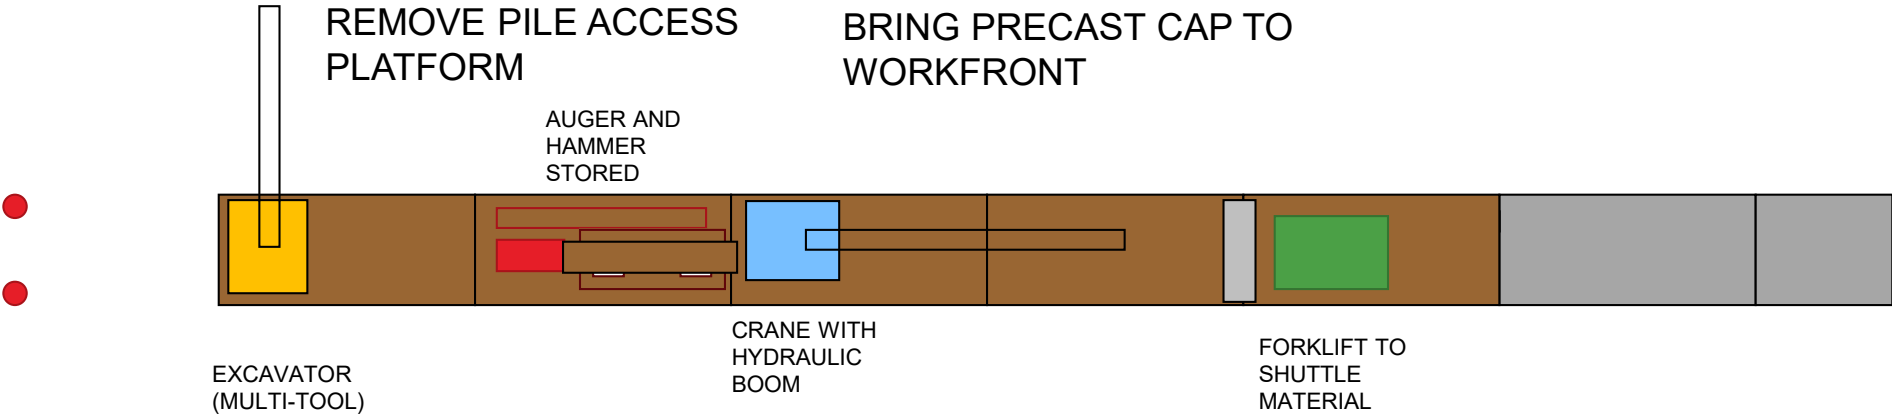 REMOVE PILE ACCESS
PLATFORM
BRING PRECAST CAP TO
WORKFRONT
AUGER AND
HAMMER
STORED
CRANE WITH
HYDRAULIC
BOOM
FORKLIFT TO
SHUTTLE
MATERIAL
EXCAVATOR
(MULTI-TOOL)